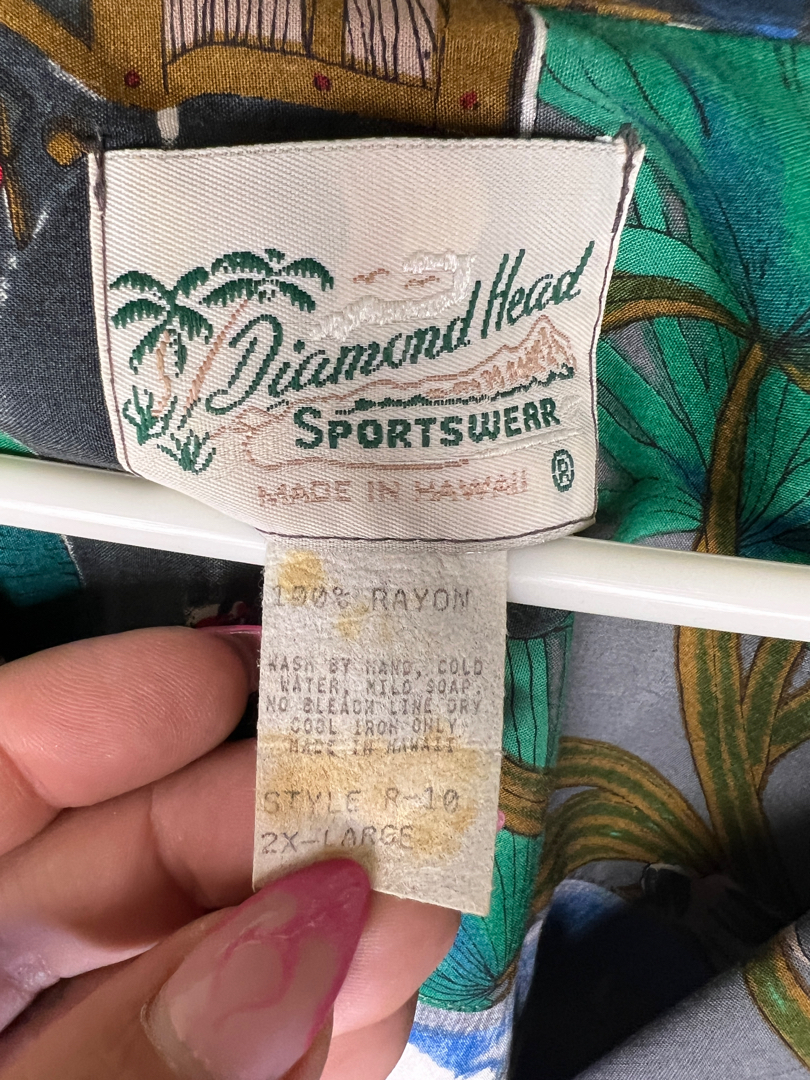 Diamond Head
SPORTSWEAR
®
MADE IN HAWAII
100% RAYON
WASH BY HAND, COLD
WATER, MILD SOAP.
NO BLEACH LINE DRY
COOL IRON ONLY
MADE IN HAWAII
STYLE R-10
2X-LARGE